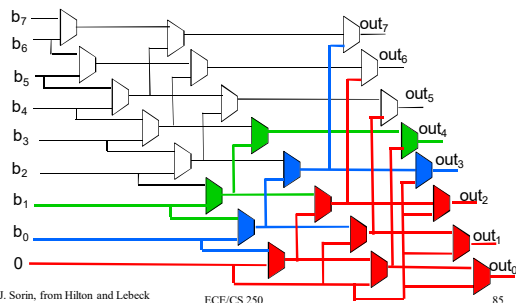 b7
out7
b6
out6
b5
out5
b4
out4
b3
out3
b2
out2
b1
out1
b0
0
out0
J. Sorin, from Hilton and Lebeck
ECE/CS 250
85